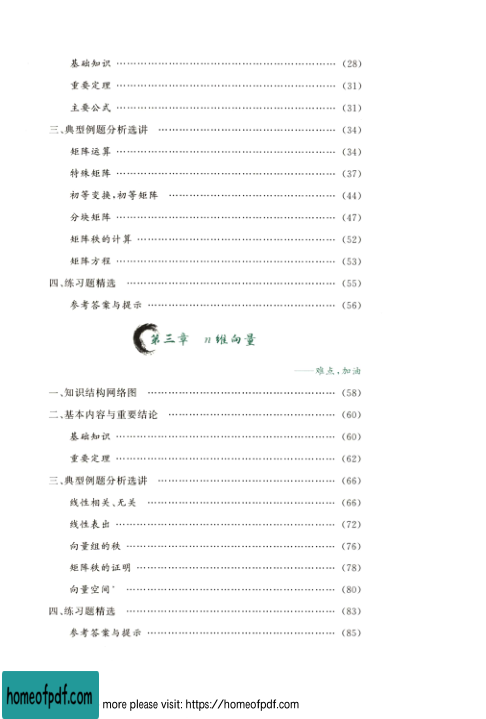 基础知识 …………………………………………… (28)
重要定理 …………………………………………… (31)
主要公式 …………………………………………… (31)
三、典型例题分析选讲 …………………………………… (34)
矩阵运算 …………………………………………… (34)
特殊矩阵 …………………………………………… (37)
初等变换,初等矩阵 ………………………………… (44)
分块矩阵 …………………………………………… (47)
矩阵秩的计算 ………………………………………… (52)
矩阵方程 …………………………………………… (53)
四、练习题精选 ………………………………………… (55)
参考答案与提示 ……………………………………… (56)
第三章 n维向量
——难点,加油
一、知识结构网络图 ……………………………………… (58)
二、基本内容与重要结论 ………………………………… (60)
基础知识 …………………………………………… (60)
重要定理 …………………………………………… (62)
三、典型例题分析选讲 …………………………………… (66)
线性相关、无关 ……………………………………… (66)
线性表出 …………………………………………… (72)
向量组的秩 ………………………………………… (76)
矩阵秩的证明 ………………………………………… (78)
向量空间* ………………………………………… (80)
四、练习题精选 ………………………………………… (83)
参考答案与提示 ……………………………………… (85)
homeofpdf.com more please visit: https://homeofpdf.com